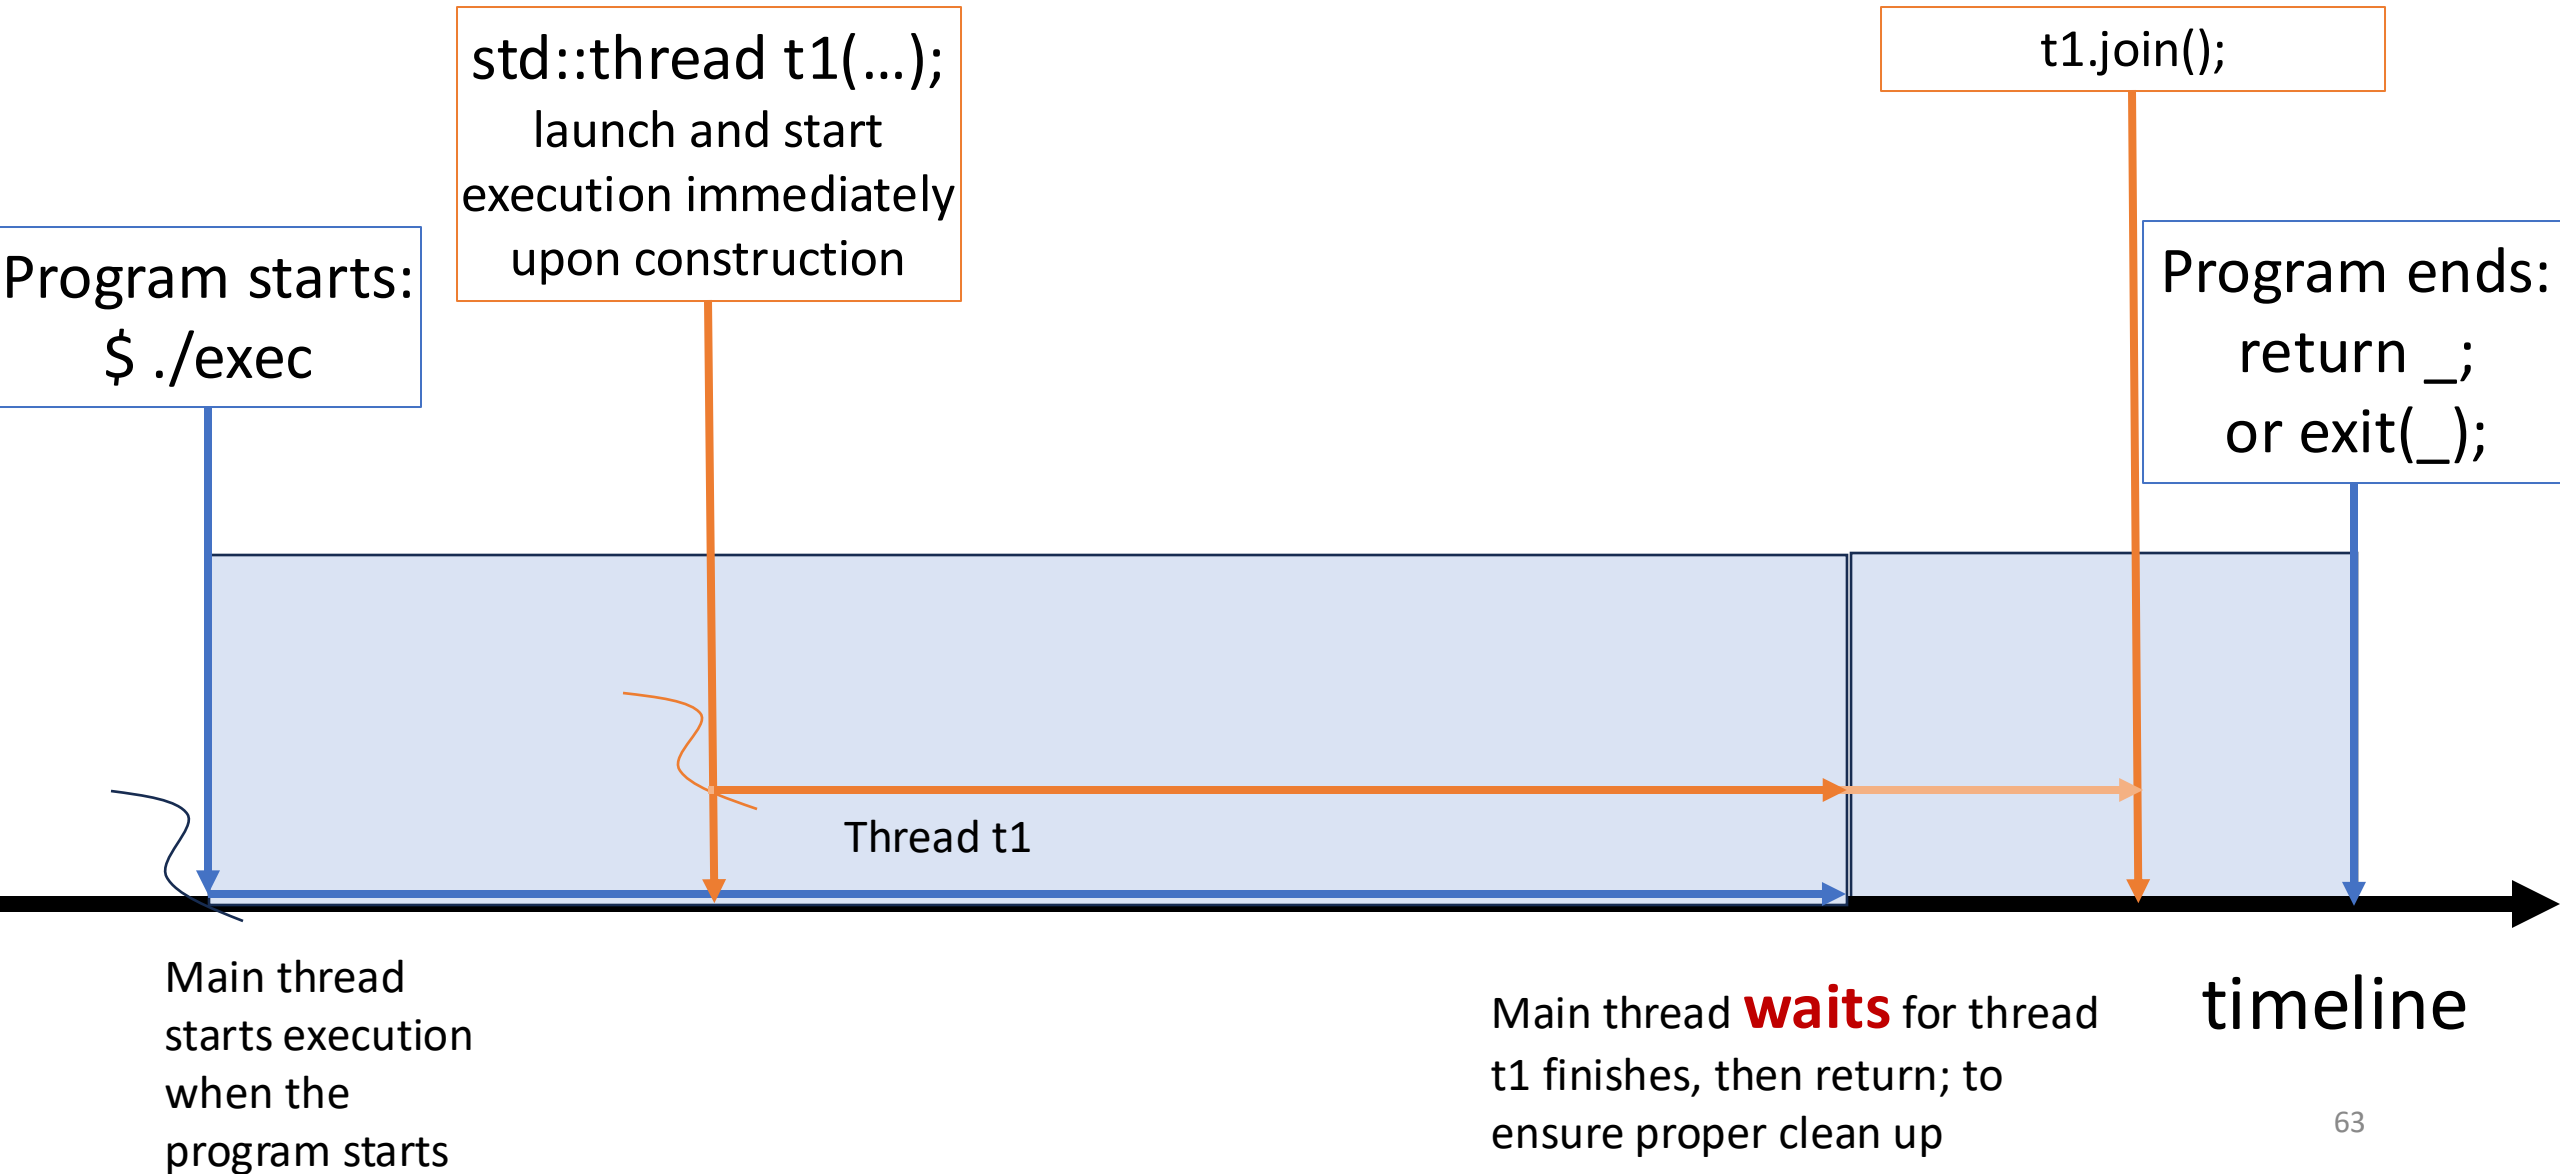 std::thread t1(...);
launch and start
execution immediately
upon construction
t1.join();
Program starts:
$ ./exec
Program ends:
return _;
or exit(_);
Thread t1
Main thread
starts execution
when the
program starts
Main thread waits for thread
t1 finishes, then return; to
ensure proper clean up
timeline
63